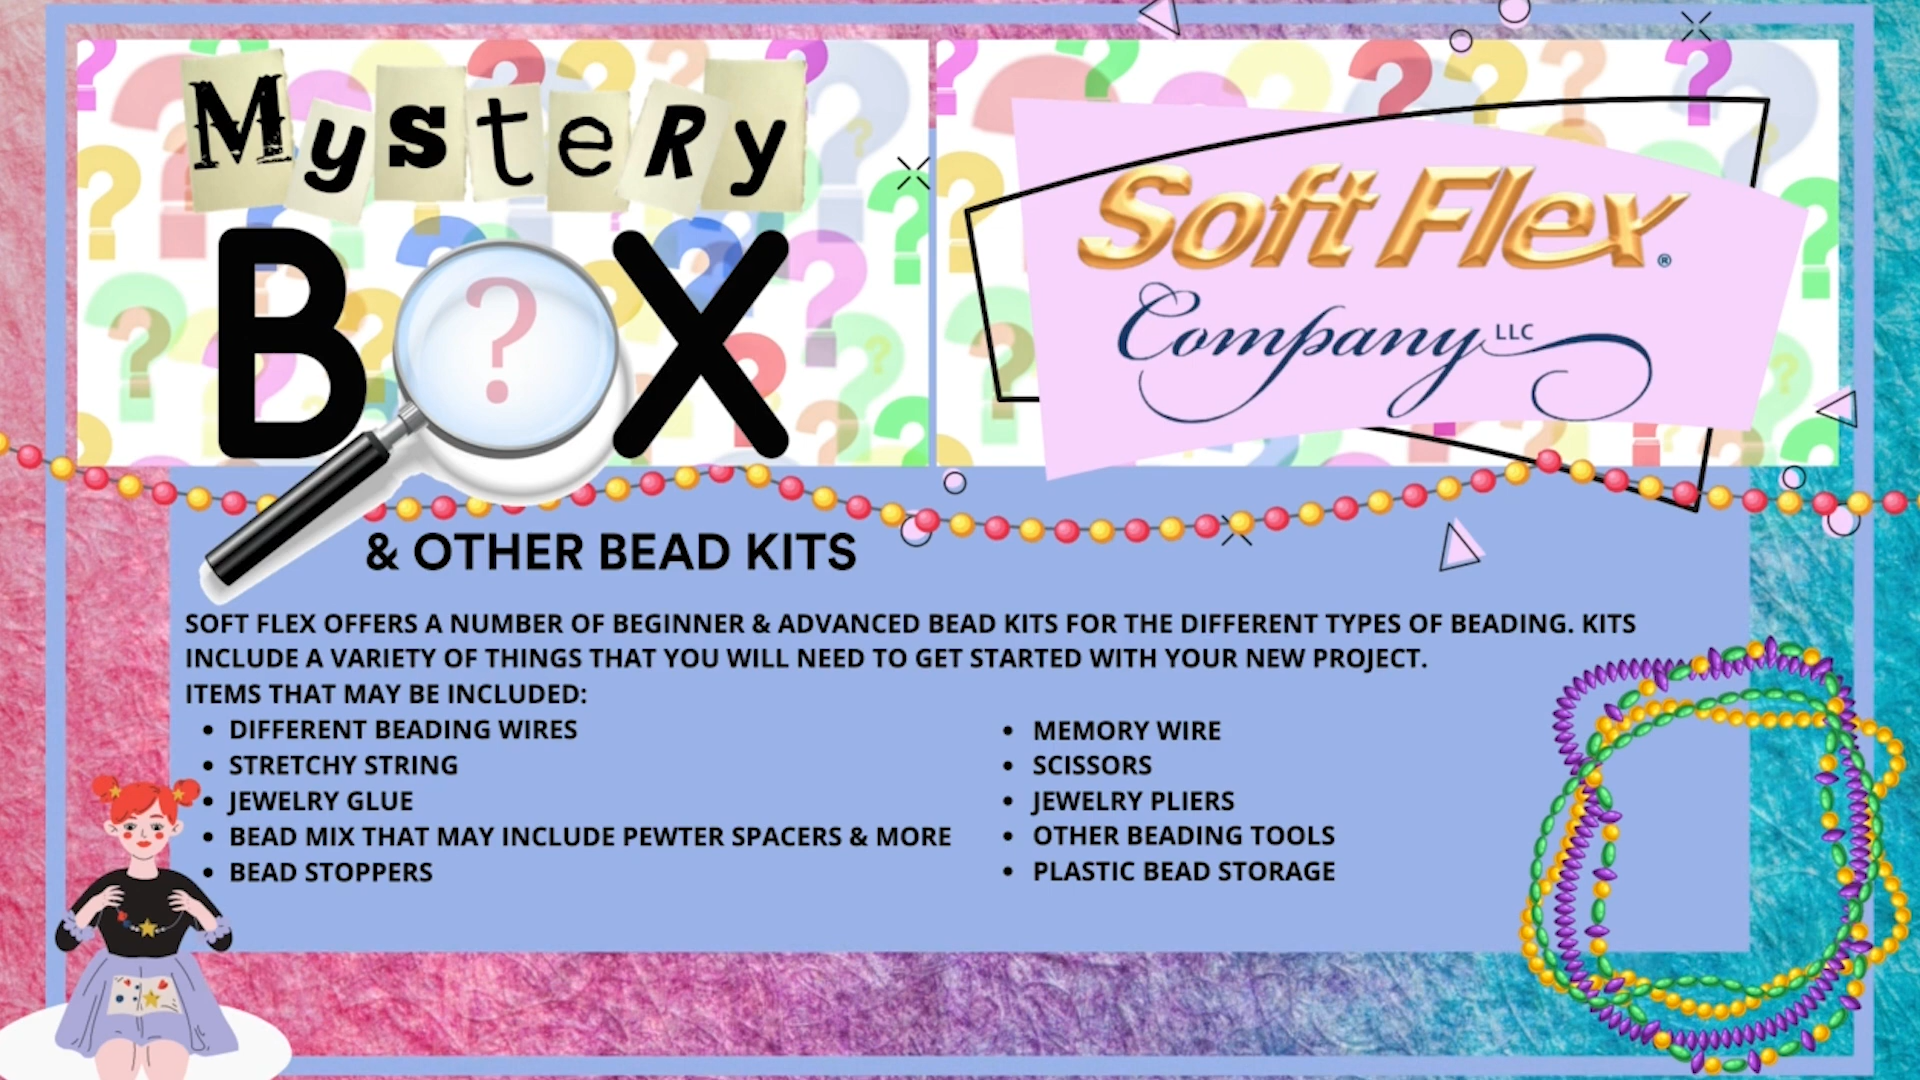 Mystery
BOX
?
Soft Flex®
Company LLC
& OTHER BEAD KITS
SOFT FLEX OFFERS A NUMBER OF BEGINNER & ADVANCED BEAD KITS FOR THE DIFFERENT TYPES OF BEADING. KITS
INCLUDE A VARIETY OF THINGS THAT YOU WILL NEED TO GET STARTED WITH YOUR NEW PROJECT.
ITEMS THAT MAY BE INCLUDED:
• DIFFERENT BEADING WIRES
• STRETCHY STRING
• JEWELRY GLUE
• BEAD MIX THAT MAY INCLUDE PEWTER SPACERS & MORE
• BEAD STOPPERS
• MEMORY WIRE
• SCISSORS
• JEWELRY PLIERS
• OTHER BEADING TOOLS
• PLASTIC BEAD STORAGE